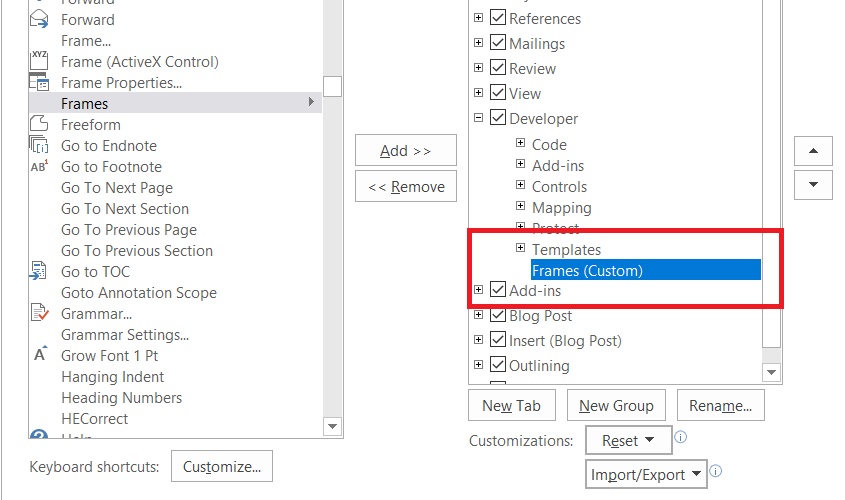 Forward
Forward
Frame...
XYZ
Frame (ActiveX Control)
Frame Properties...
Frames
Freeform
Go to Endnote
AB1
Go to Footnote
Go To Next Page
Go To Next Section
Go To Previous Page
Go To Previous Section
Go to TOC
Goto Annotation Scope
Grammar...
Grammar Settings...
A
Grow Font 1 Pt
Hanging Indent
Heading Numbers
HECorrect
Help
Keyboard shortcuts:
Customize...
Add >>
<< Remove
References
Mailings
Review
View
Developer
Code
Add-ins
Controls
Mapping
Protect
Templates
Frames (Custom)
Add-ins
Blog Post
Insert (Blog Post)
Outlining
New Tab
New Group
Rename...
Customizations:
Reset
Import/Export